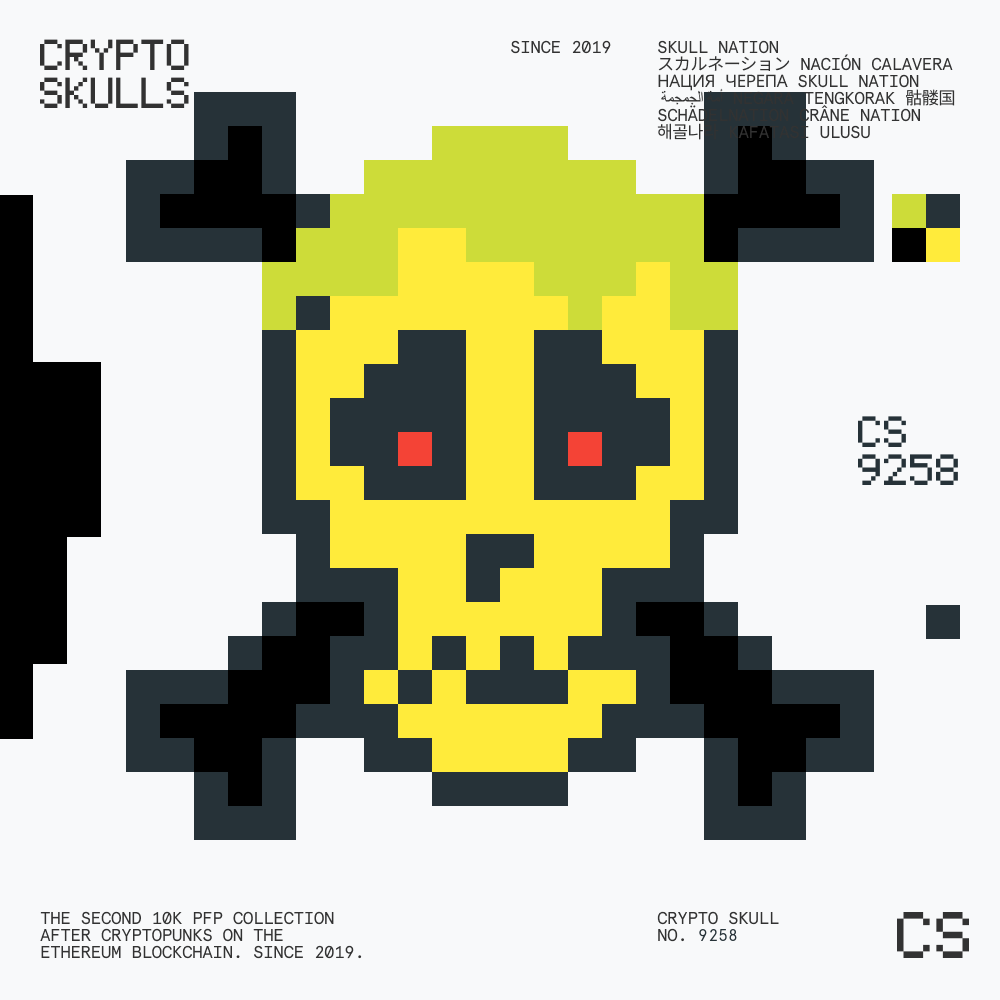 CRYPTO
SKULLS
SINCE 2019
SKULL NATION
スカルネーション NACIÓN CALAVERA
НАЦИЯ ЧЕРЕПА SKULL NATION
الجمجمة TENGKORAK 骷髅国
CRÂNE NATION
해골나 ULUSU
CS
9258
THE SECOND 10K PFP COLLECTION
AFTER CRYPTOPUNKS ON THE
ETHEREUM BLOCKCHAIN. SINCE 2019.
CRYPTO SKULL
NO. 9258
CS